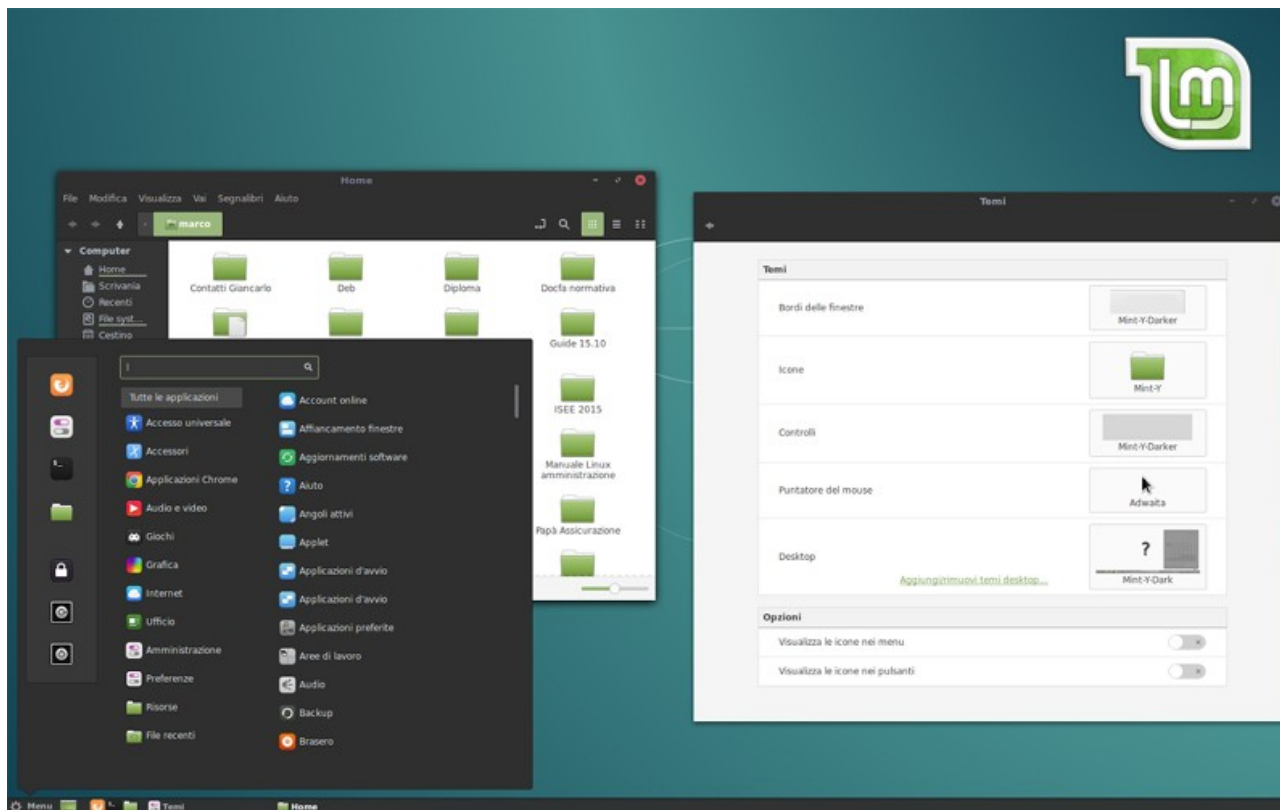 lm
Home
File Modifica Visualizza Vai Segnalibri Aiuto
marco
Computer
Home
Scrivania
Recenti
File syst...
Cestino
Contatti Giancarlo
Deb
Diploma
Docfa normativa
Guide 15.10
ISEE 2015
Manuale Linux
amministrazione
Papà Assicurazione
Tutte le applicazioni
Accesso universale
Accessori
Applicazioni Chrome
Audio e video
Giochi
Grafica
Internet
Ufficio
Amministrazione
Preferenze
Risorse
File recenti
Account online
Affiancamento finestre
Aggiornamenti software
Aiuto
Angoli attivi
Applet
Applicazioni d'avvio
Applicazioni d'avvio
Applicazioni preferite
Aree di lavoro
Audio
Backup
Brasero
Temi
Temi
Bordi delle finestre
Mint-Y-Darker
Icone
Mint-Y
Controlli
Mint-Y-Darker
Puntatore del mouse
Adwaita
Desktop
Aggiungi/rimuovi temi desktop...
?
Mint-Y-Dark
Opzioni
Visualizza le icone nei menu
Visualizza le icone nei pulsanti
Menu
Temi
Home